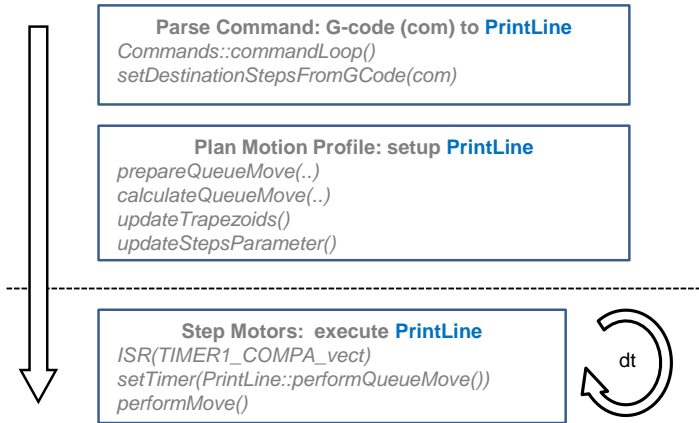 Parse Command: G-code (com) to PrintLine
Commands::commandLoop()
setDestinationStepsFromGCode(com)
Plan Motion Profile: setup PrintLine
prepareQueueMove(..)
calculateQueueMove(..)
updateTrapezoids()
updateStepsParameter()
Step Motors: execute PrintLine
ISR(TIMER1_COMPA_vect)
setTimer(PrintLine::performQueueMove())
performMove()
dt